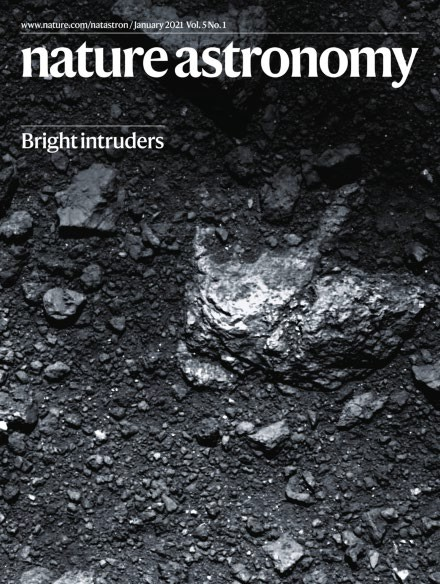 www.nature.com/natastron / January 2021 Vol. 5 No. 1
nature astronomy
Bright intruders